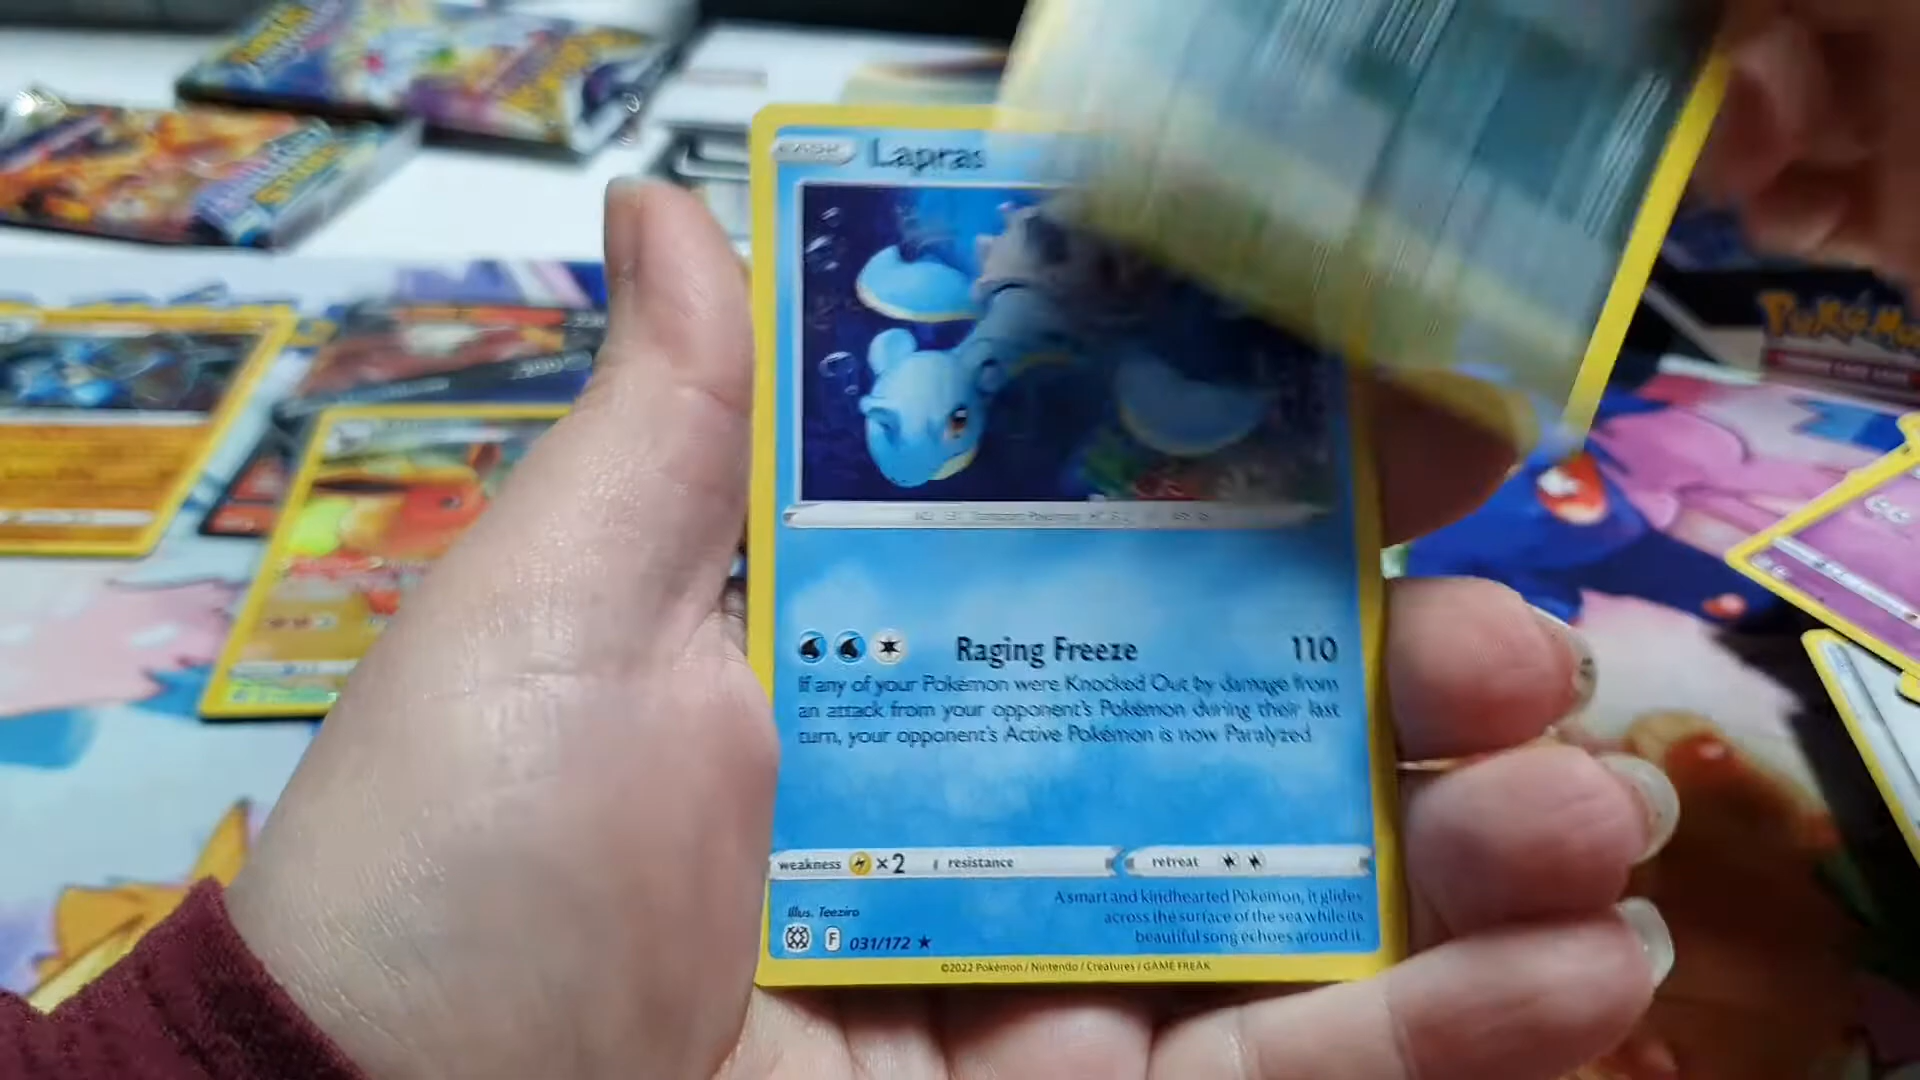 BASIC
Lapras
Raging Freeze 110
If any of your Pokémon were Knocked Out by damage from
an attack from your opponent's Pokémon during their last
turn, your opponent's Active Pokémon is now Paralyzed.
weakness ×2 resistance retreat
A smart and kindhearted Pokémon, it glides
across the surface of the sea while its
beautiful song echoes around it.
Illus. Teeziro
F 031/172 ★
©2022 Pokémon / Nintendo / Creatures / GAME FREAK